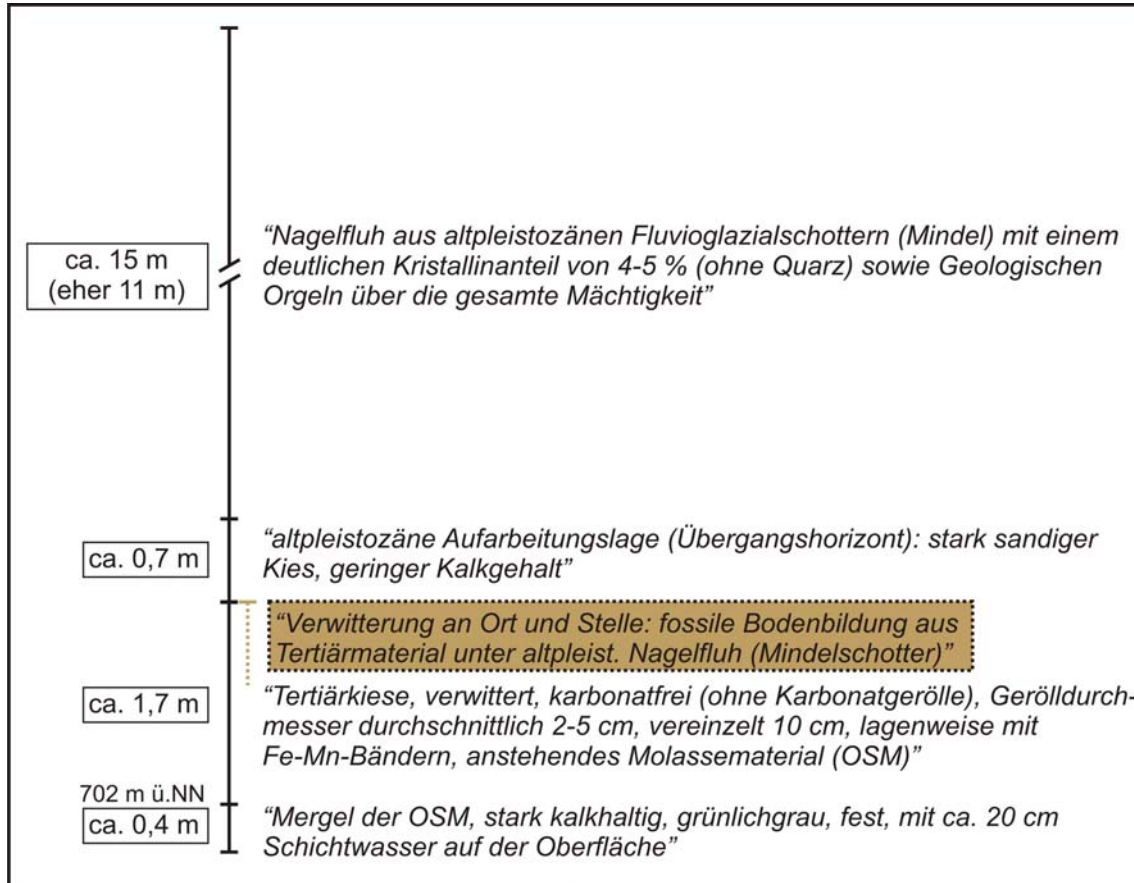 ca. 15 m
(eher 11 m)
“Nagelfluh aus altpleistozänen Fluvioglazialschottern (Mindel) mit einem
deutlichen Kristallinanteil von 4-5 % (ohne Quarz) sowie Geologischen
Orgeln über die gesamte Mächtigkeit”
ca. 0,7 m
“altpleistozäne Aufarbeitungslage (Übergangshorizont): stark sandiger
Kies, geringer Kalkgehalt”
“Verwitterung an Ort und Stelle: fossile Bodenbildung aus
Tertiärmaterial unter altpleist. Nagelfluh (Mindelschotter)”
ca. 1,7 m
“Tertiärkiese, verwittert, karbonatfrei (ohne Karbonatgerölle), Gerölldurch-
messer durchschnittlich 2-5 cm, vereinzelt 10 cm, lagenweise mit
Fe-Mn-Bändern, anstehendes Molassematerial (OSM)”
702 m ü.NN
ca. 0,4 m
“Mergel der OSM, stark kalkhaltig, grünlichgrau, fest, mit ca. 20 cm
Schichtwasser auf der Oberfläche”